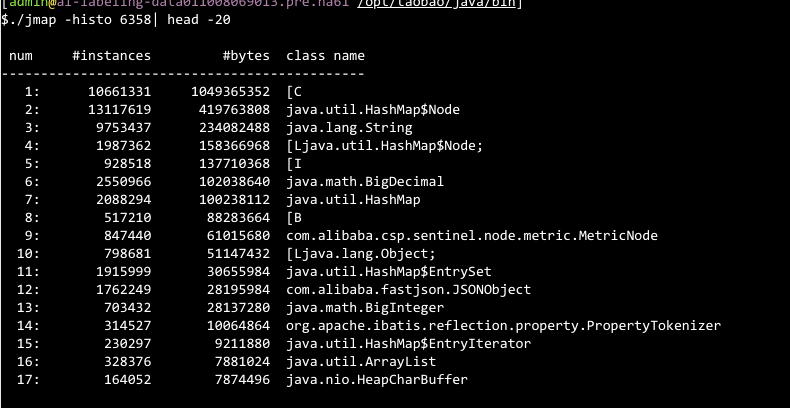 [admin@ai-labeling-data011008069013.pre.na61 /opt/taobao/java/bin]
$./jmap -histo 6358| head -20
num #instances #bytes class name
----------------------------------------------
1: 10661331 1049365352 [C
2: 13117619 419763808 java.util.HashMap$Node
3: 9753437 234082488 java.lang.String
4: 1987362 158366968 [Ljava.util.HashMap$Node;
5: 928518 137710368 [I
6: 2550966 102038640 java.math.BigDecimal
7: 2088294 100238112 java.util.HashMap
8: 517210 88283664 [B
9: 847440 61015680 com.alibaba.csp.sentinel.node.metric.MetricNode
10: 798681 51147432 [Ljava.lang.Object;
11: 1915999 30655984 java.util.HashMap$EntrySet
12: 1762249 28195984 com.alibaba.fastjson.JSONObject
13: 703432 28137280 java.math.BigInteger
14: 314527 10064864 org.apache.ibatis.reflection.property.PropertyTokenizer
15: 230297 9211880 java.util.HashMap$EntryIterator
16: 328376 7881024 java.util.ArrayList
17: 164052 7874496 java.nio.HeapCharBuffer